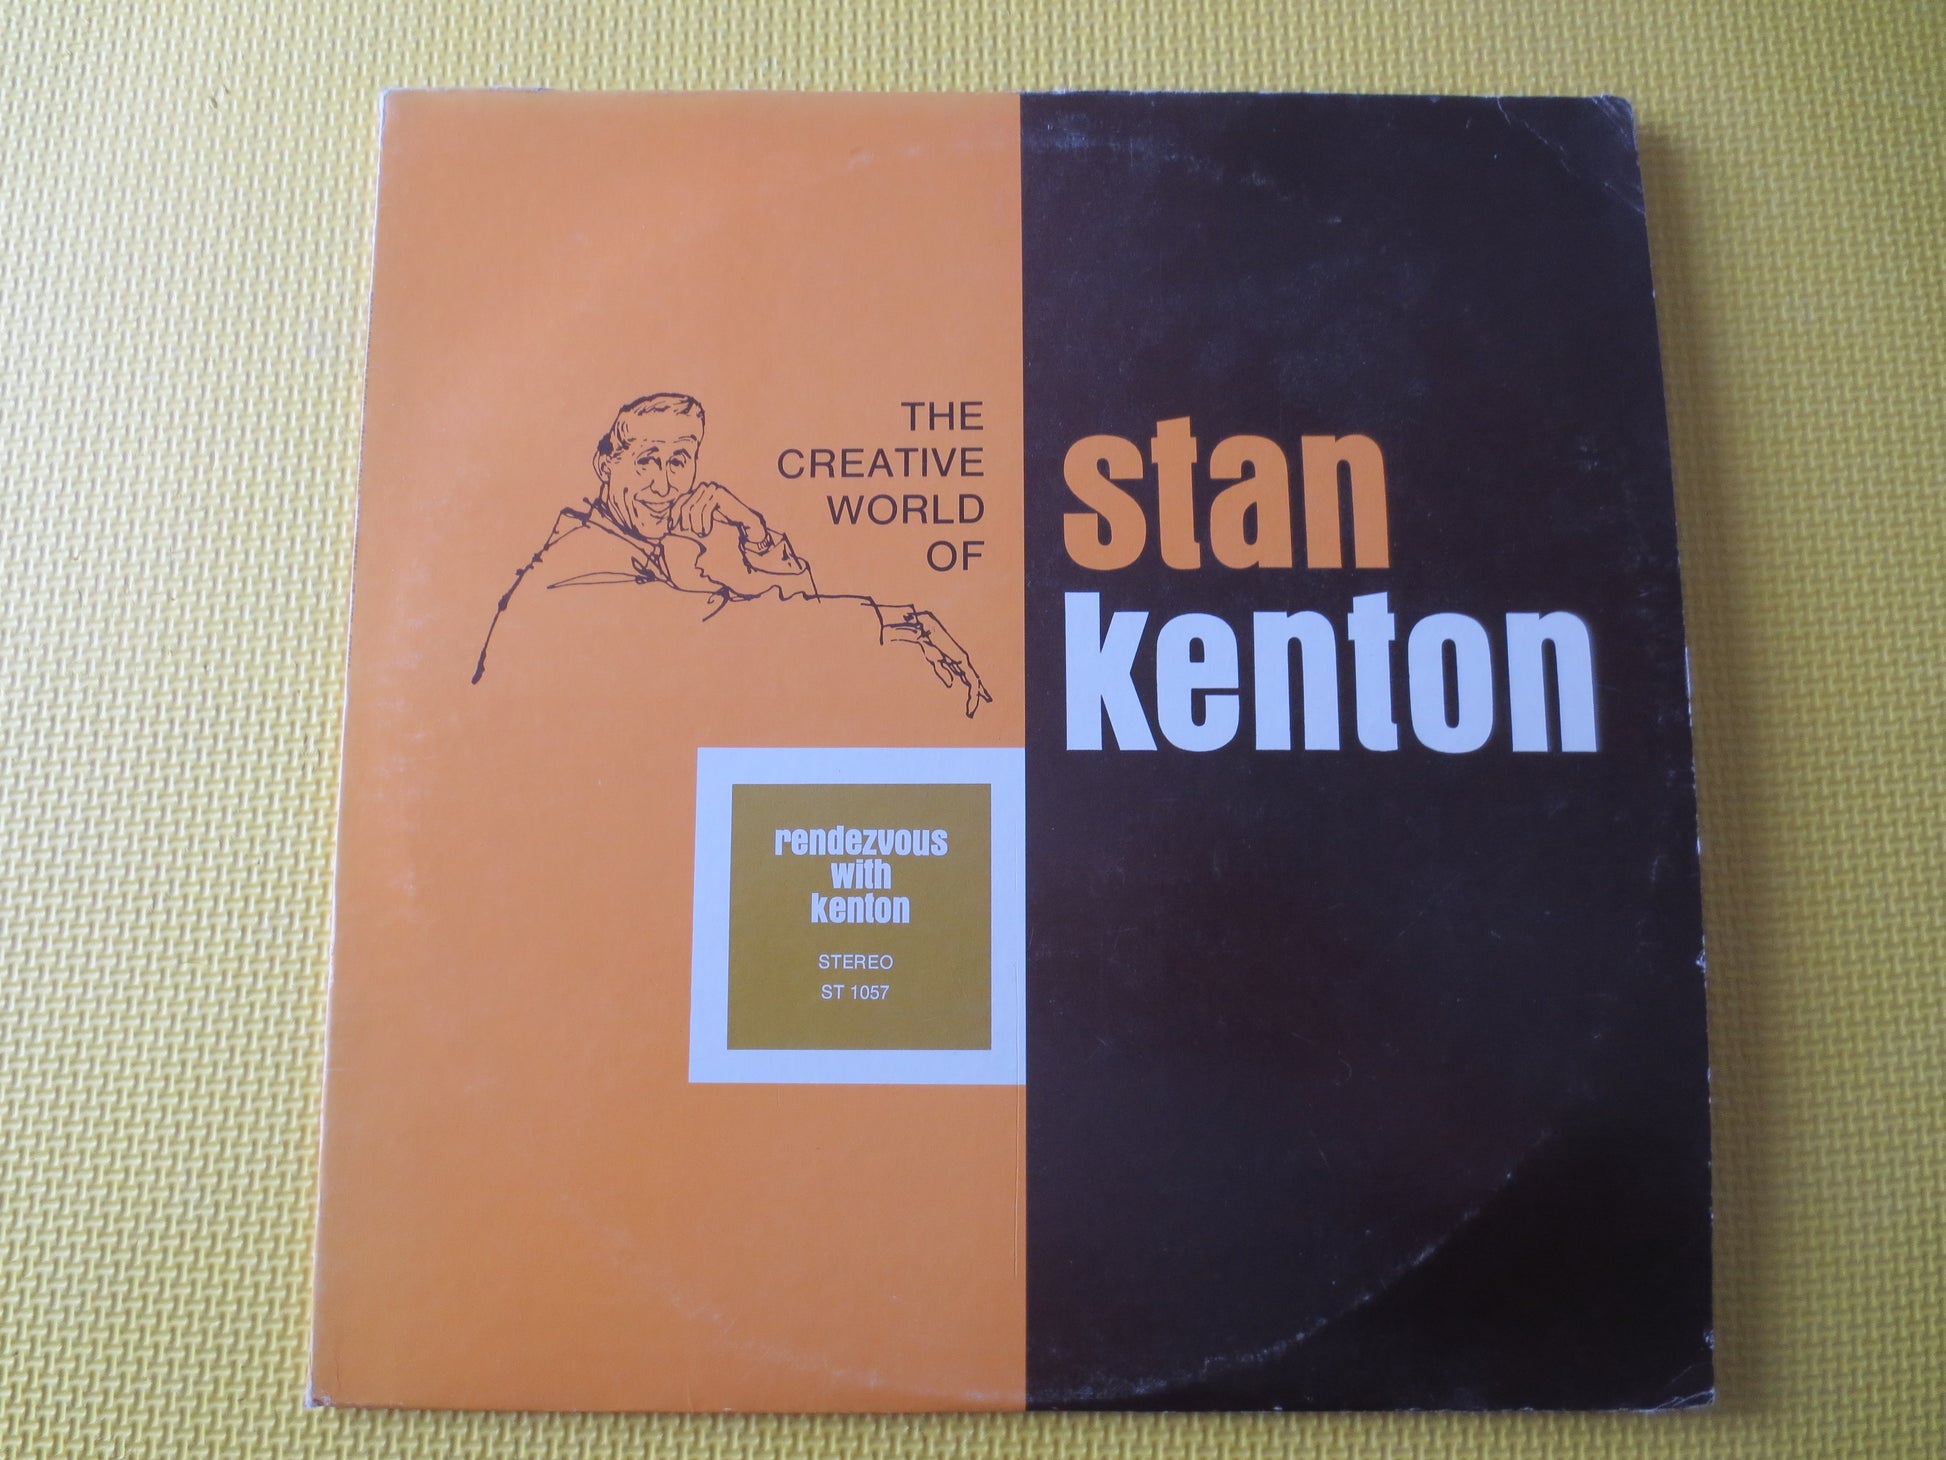 THE
CREATIVE
WORLD
OF
stan
kenton
rendezvous
with
kenton
STEREO
ST 1057